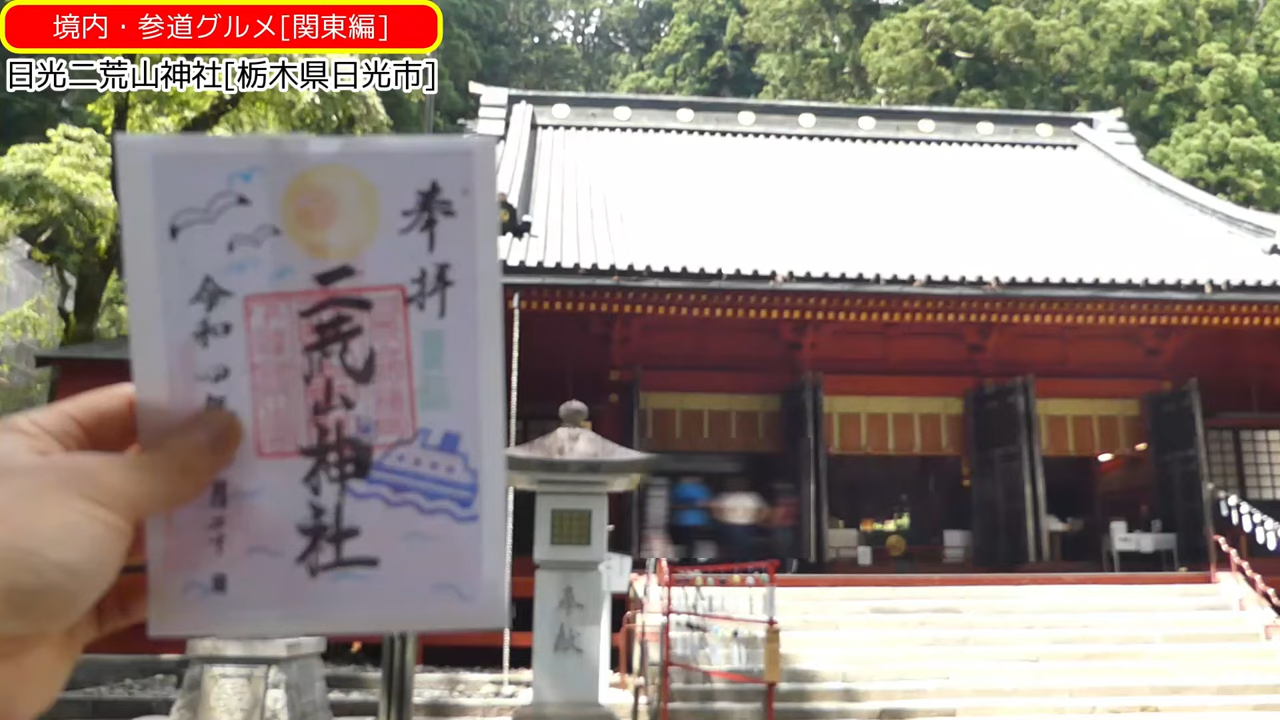 境内・参道グルメ[関東編]
日光二荒山神社[栃木県日光市]
奉拝
二荒山神社
令和四年
奉献